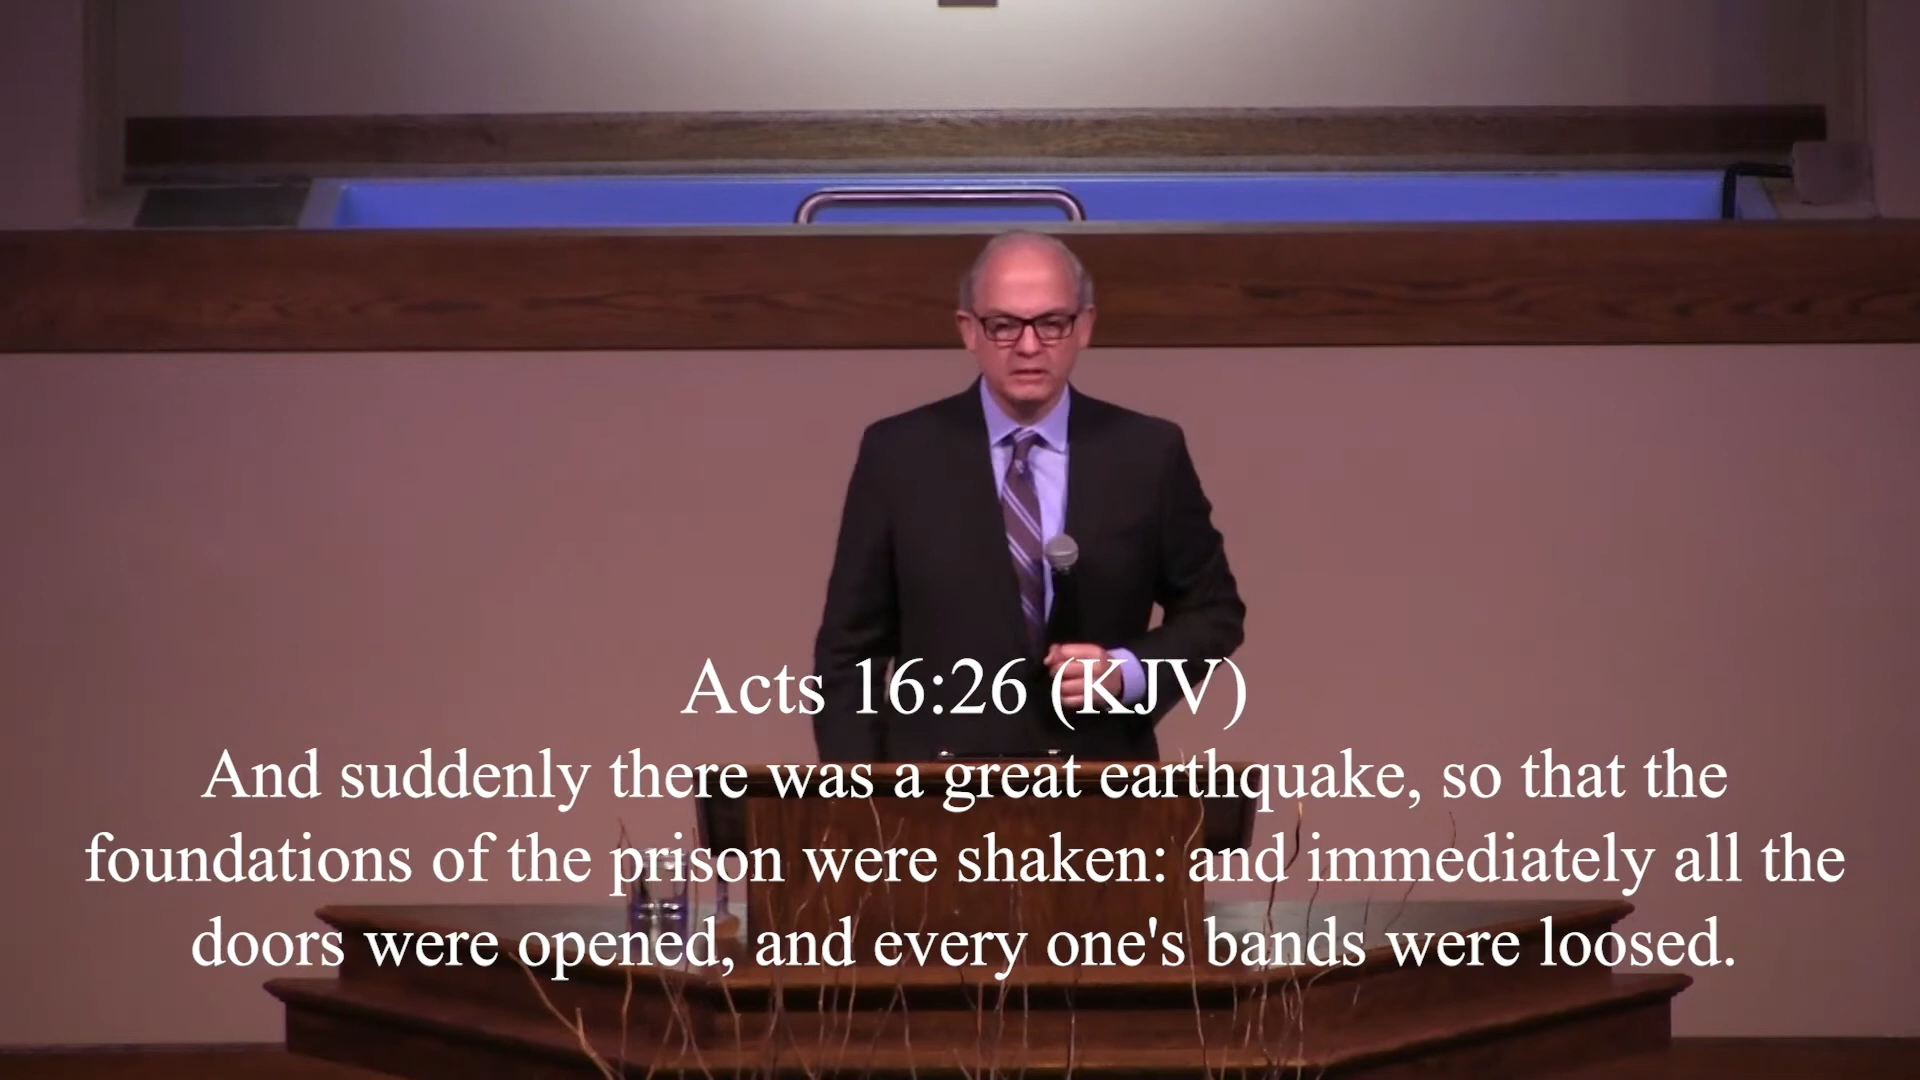 Acts 16:26 (KJV)
And suddenly there was a great earthquake, so that the
foundations of the prison were shaken: and immediately all the
doors were opened, and every one's bands were loosed.